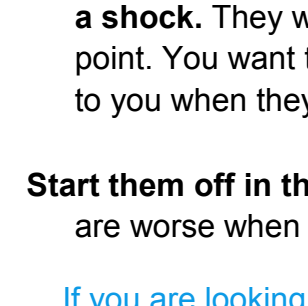 a shock. They
point. You want
to you when they
Start them off in
are worse when
If you are looking